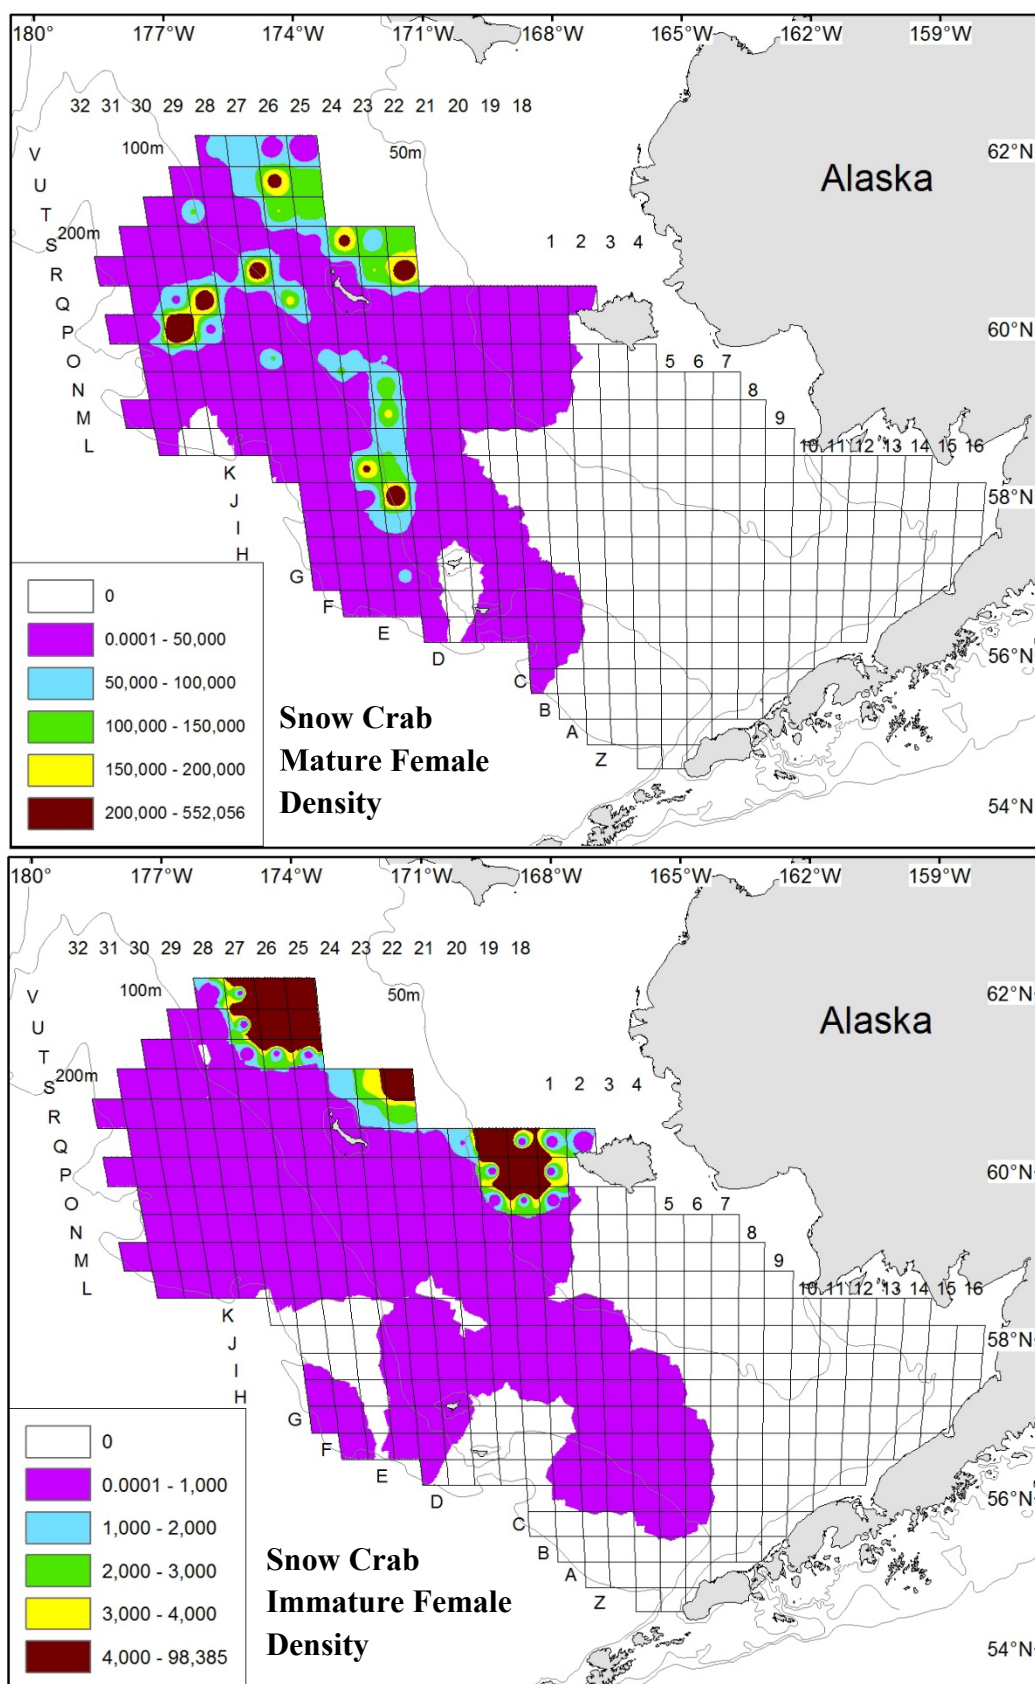 180° 177°W 174°W 171°W 168°W 165°W 162°W 159°W
32 31 30 29 28 27 26 25 24 23 22 21 20 19 18
100m
50m
62°N
V
Alaska
U
T
200m
S
1 2 3 4
R
Q
P
60°N
O
5 6 7
N
8
M
9
L
10 11 12 13 14 15 16
K
J
58°N
I
H
G
F
E
D
56°N
C
B
A
Z
54°N
0
0.0001 - 50,000
50,000 - 100,000
100,000 - 150,000
150,000 - 200,000
200,000 - 552,056
Snow Crab
Mature Female
Density
180° 177°W 174°W 171°W 168°W 165°W 162°W 159°W
32 31 30 29 28 27 26 25 24 23 22 21 20 19 18
100m
50m
62°N
V
Alaska
U
T
200m
S
1 2 3 4
R
Q
P
60°N
O
5 6 7
N
8
M
9
L
10 11 12 13 14 15 16
K
J
58°N
I
H
G
F
E
D
56°N
C
B
A
Z
54°N
0
0.0001 - 1,000
1,000 - 2,000
2,000 - 3,000
3,000 - 4,000
4,000 - 98,385
Snow Crab
Immature Female
Density